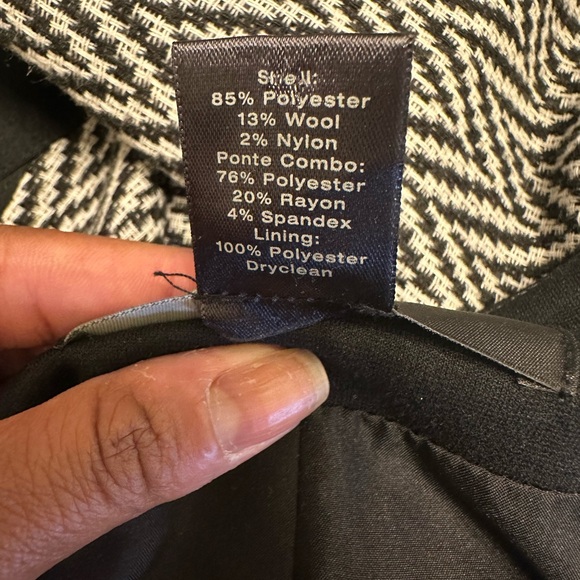 Shell:
85% Polyester
13% Wool
2% Nylon
Ponte Combo:
76% Polyester
20% Rayon
4% Spandex
Lining:
100% Polyester
Dryclean